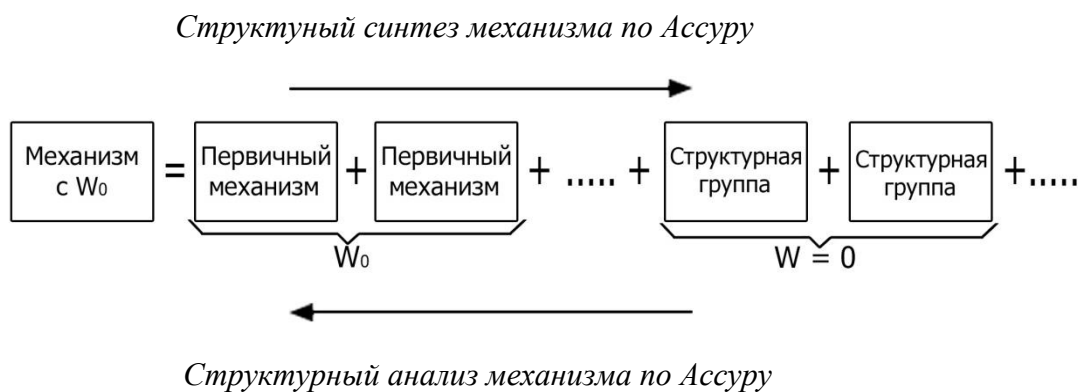 Структуный синтез механизма по Ассуру
Механизм
с W0
=
Первичный
механизм
+
Первичный
механизм
+ ..... +
Структурная
группа
+
Структурная
группа
+.....
W0
W = 0
Структурный анализ механизма по Ассуру